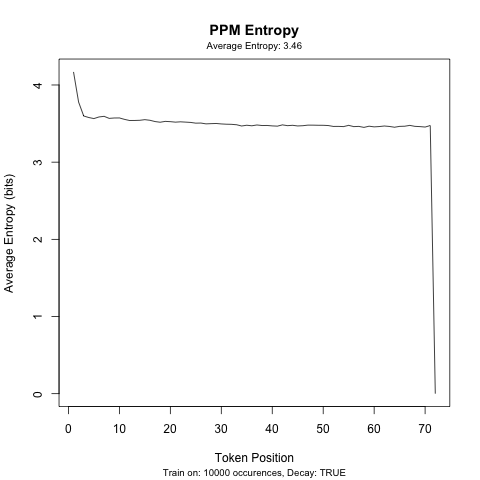 PPM Entropy
Average Entropy: 3.46
Average Entropy (bits)
4
3
2
1
0
0 10 20 30 40 50 60 70
Token Position
Train on: 10000 occurences, Decay: TRUE